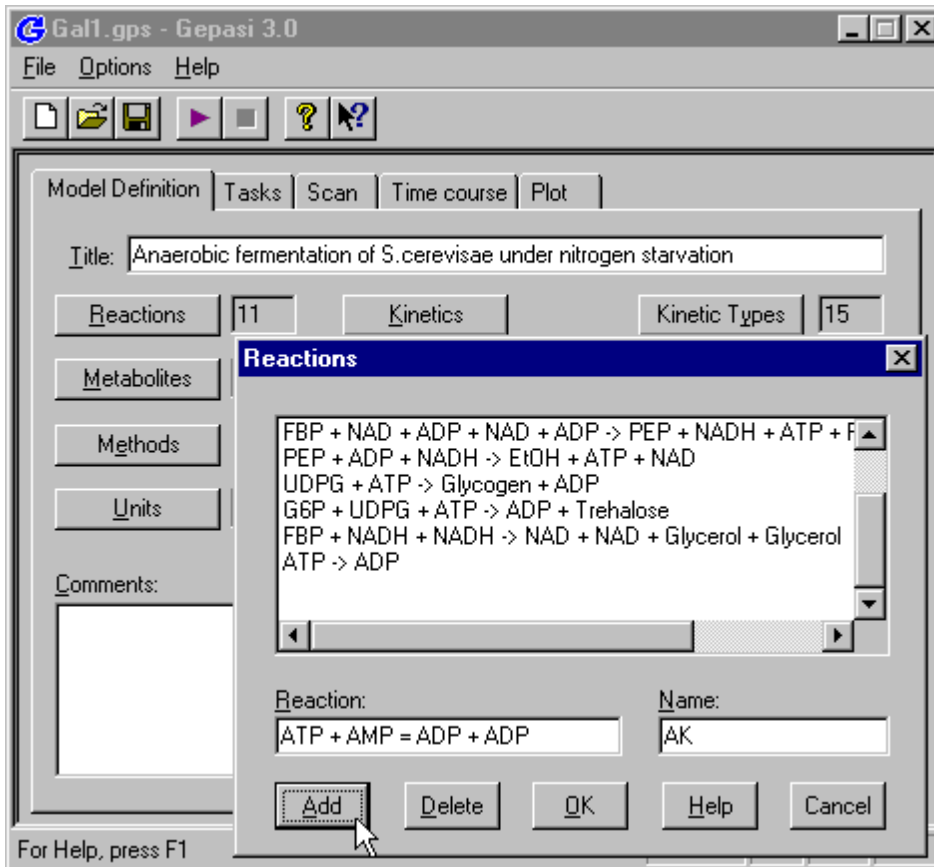 Gal1.gps - Gepasi 3.0
File Options Help
Model Definition Tasks Scan Time course Plot
Title: Anaerobic fermentation of S.cerevisae under nitrogen starvation
Reactions 11 Kinetics Kinetic Types 15
Metabolites
Methods
Units
Comments:
Reactions
FBP + NAD + ADP + NAD + ADP -> PEP + NADH + ATP +
PEP + ADP + NADH -> EtOH + ATP + NAD
UDPG + ATP -> Glycogen + ADP
G6P + UDPG + ATP -> ADP + Trehalose
FBP + NADH + NADH -> NAD + NAD + Glycerol + Glycerol
ATP -> ADP
Reaction: Name:
ATP + AMP = ADP + ADP AK
Add Delete OK Help Cancel
For Help, press F1